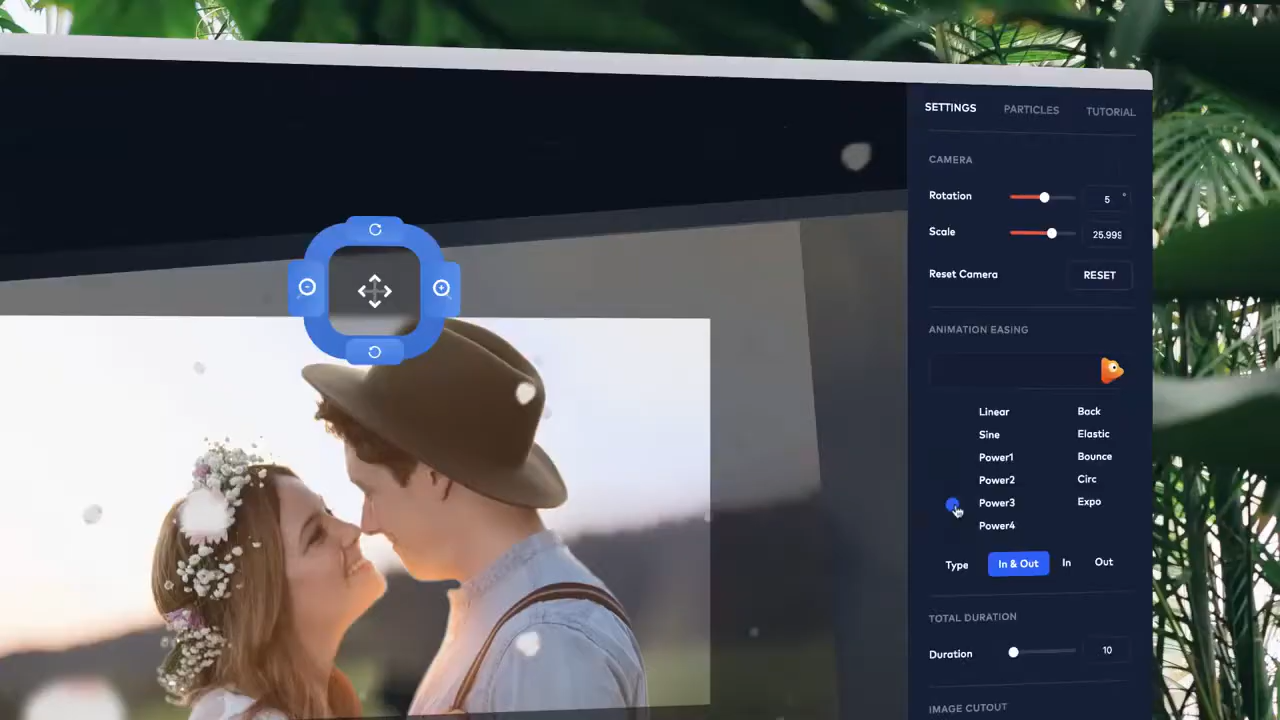 SETTINGS PARTICLES TUTORIAL
CAMERA
Rotation 5 °
Scale 25.999
Reset Camera RESET
ANIMATION EASING
Linear Back
Sine Elastic
Power1 Bounce
Power2 Circ
Power3 Expo
Power4
Type In & Out In Out
TOTAL DURATION
Duration 10
IMAGE CUTOUT